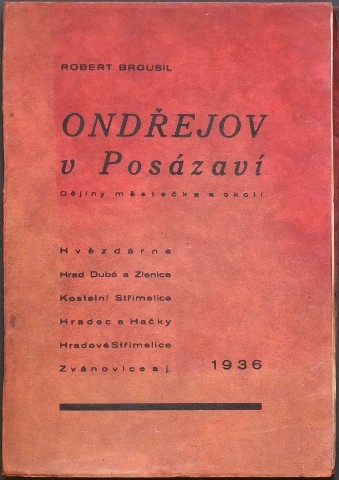 ROBERT BROUSIL
ONDŘEJOV
v Posázaví
Dějiny městečka a okolí
Hvězdárna
Hrad Dubá a Zlenice
Kostelní Střimelice
Hradec a Hačky
Hradové Střimelice
Zvánovice a j.
1936